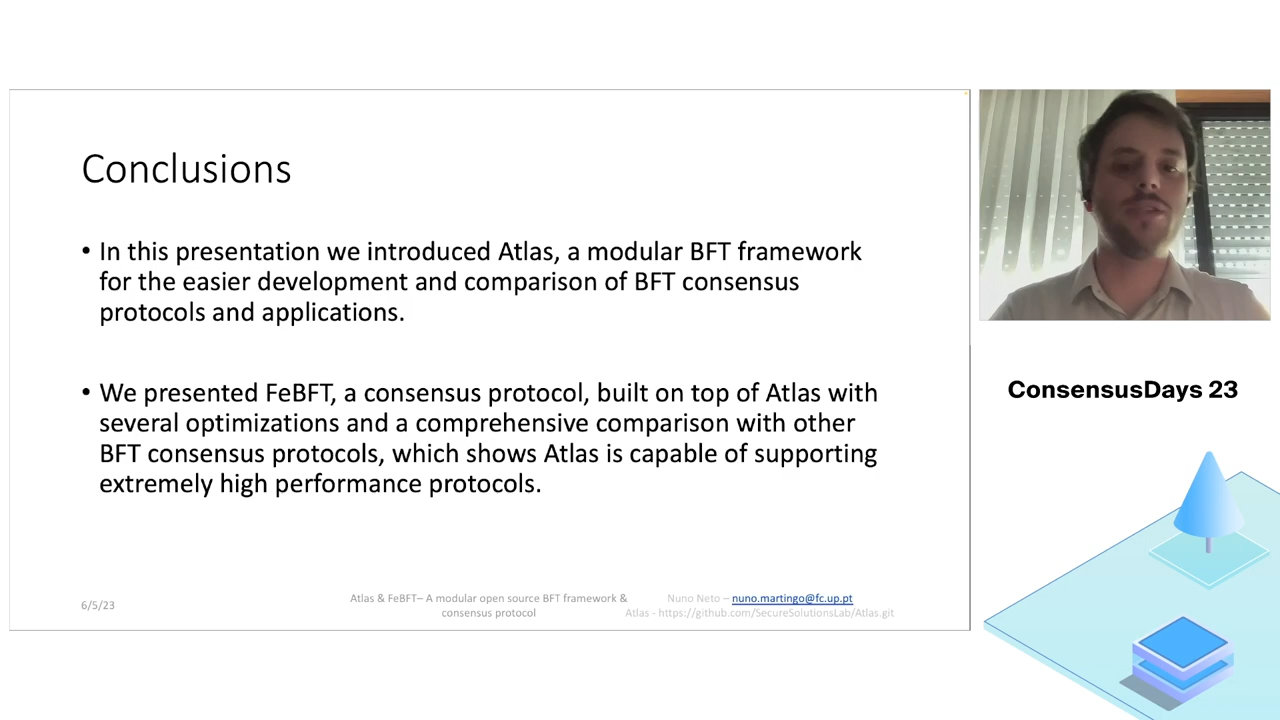 Conclusions
• In this presentation we introduced Atlas, a modular BFT framework
for the easier development and comparison of BFT consensus
protocols and applications.
• We presented FeBFT, a consensus protocol, built on top of Atlas with
several optimizations and a comprehensive comparison with other
BFT consensus protocols, which shows Atlas is capable of supporting
extremely high performance protocols.
6/5/23
Atlas & FeBFT– A modular open source BFT framework &
consensus protocol
Nuno Neto – nuno.martingo@fc.up.pt
Atlas - https://github.com/SecureSolutionsLab/Atlas.git
ConsensusDays 23